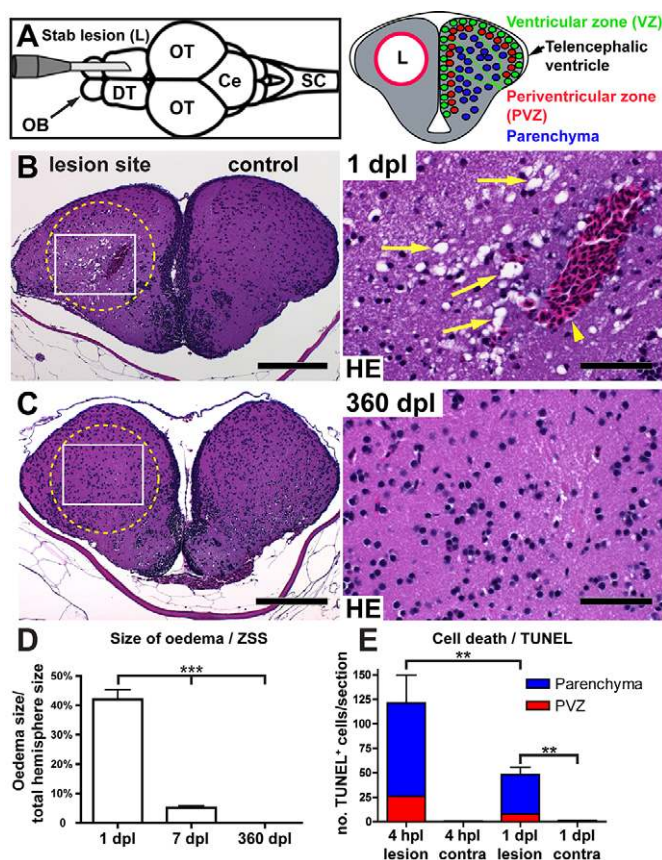 A
Stab lesion (L)
OT
OT
DT
Ce
SC
OB
L
Ventricular zone (VZ)
Telencephalic
ventricle
Periventricular zone
(PVZ)
Parenchyma
B
lesion site
control
1 dpl
HE
C
360 dpl
HE
D
Size of oedema / ZSS
Oedema size/
total hemisphere size
50%
40%
30%
20%
10%
0%
***
1 dpl
7 dpl
360 dpl
E
Cell death / TUNEL
no. TUNEL⁺ cells/section
150
125
100
75
50
25
0
**
**
Parenchyma
PVZ
4 hpl
lesion
4 hpl
contra
1 dpl
lesion
1 dpl
contra